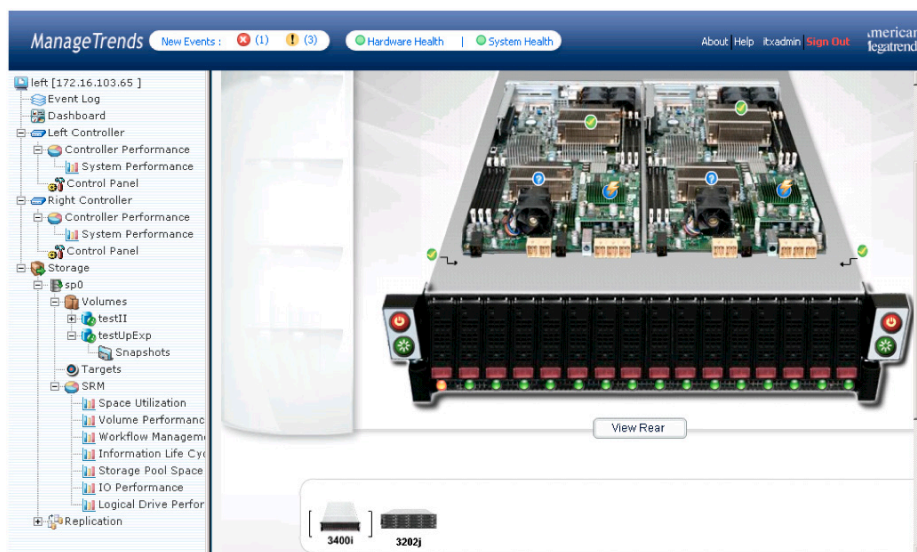 ManageTrends New Events : (1) (3) Hardware Health | System Health About Help itxadmin Sign Out
merican
legatrend
left [172.16.103.65 ]
Event Log
Dashboard
Left Controller
Controller Performance
System Performance
Control Panel
Right Controller
Controller Performance
System Performance
Control Panel
Storage
sp0
Volumes
testII
testUpExp
Snapshots
Targets
SRM
Space Utilization
Volume Performanc
Workflow Managem
Information Life Cy
Storage Pool Space
IO Performance
Logical Drive Perfor
Replication
View Rear
3400i 3202j